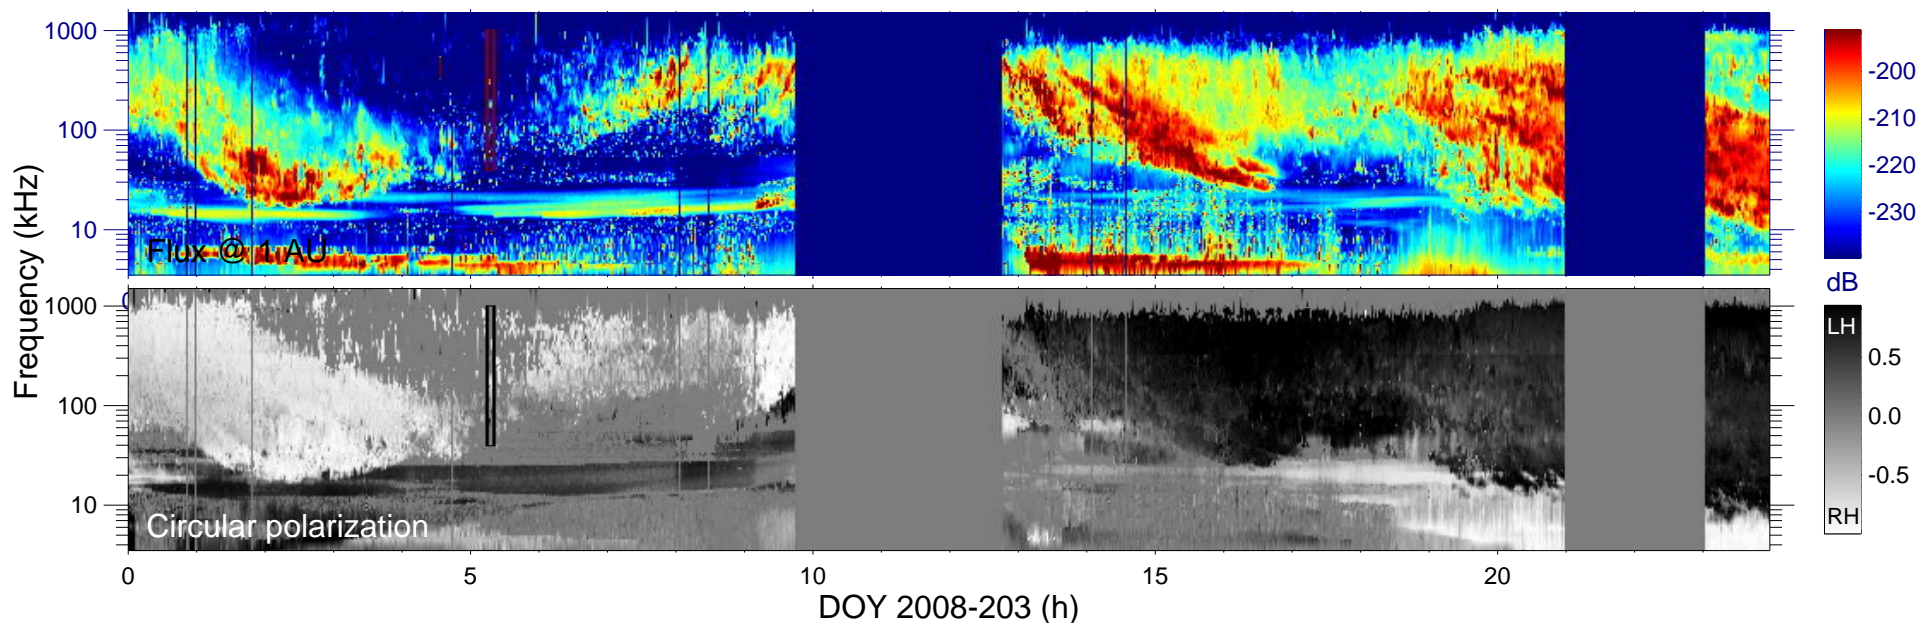 1000
100
10
Flux @ 1 AU
-200
-210
-220
-230
dB
Frequency (kHz)
0
1000
100
10
Circular polarization
LH
0.5
0.0
-0.5
RH
0
5
10
15
20
DOY 2008-203 (h)